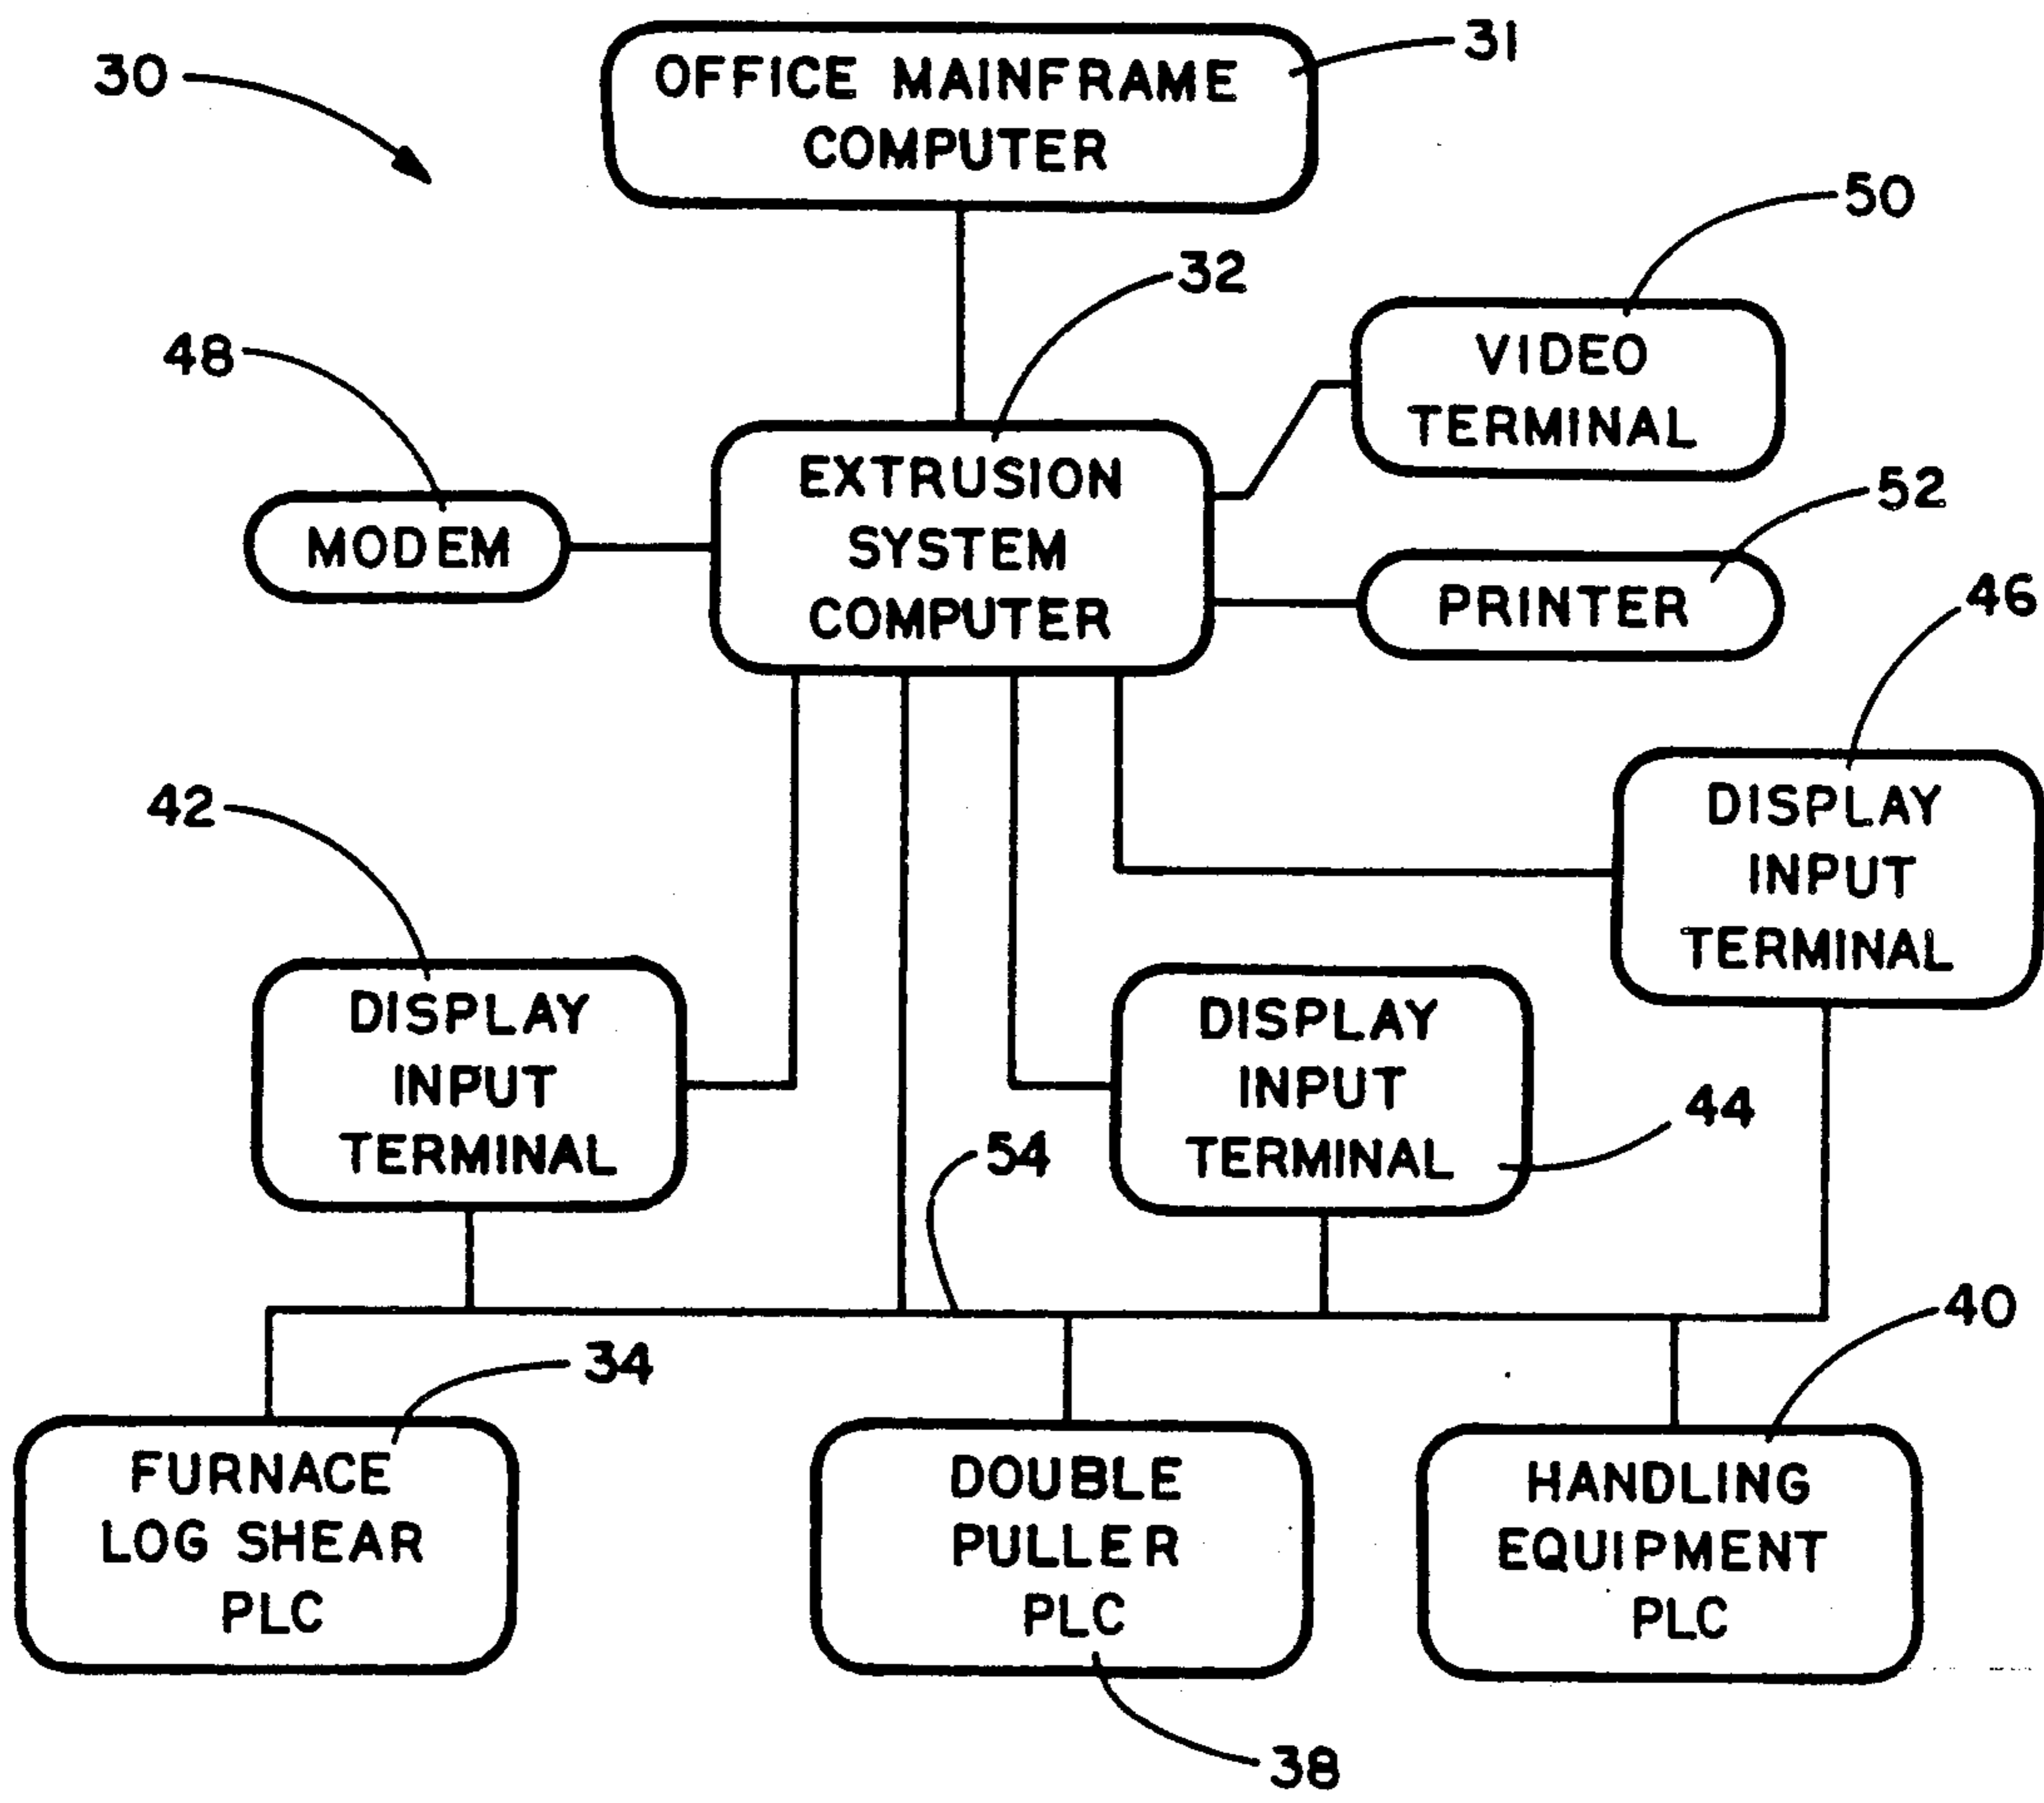 30
OFFICE MAINFRAME
COMPUTER
31
32
50
VIDEO
TERMINAL
48
MODEM
EXTRUSION
SYSTEM
COMPUTER
52
PRINTER
46
DISPLAY
INPUT
TERMINAL
42
DISPLAY
INPUT
TERMINAL
54
DISPLAY
INPUT
TERMINAL
44
34
FURNACE
LOG SHEAR
PLC
DOUBLE
PULLER
PLC
38
40
HANDLING
EQUIPMENT
PLC